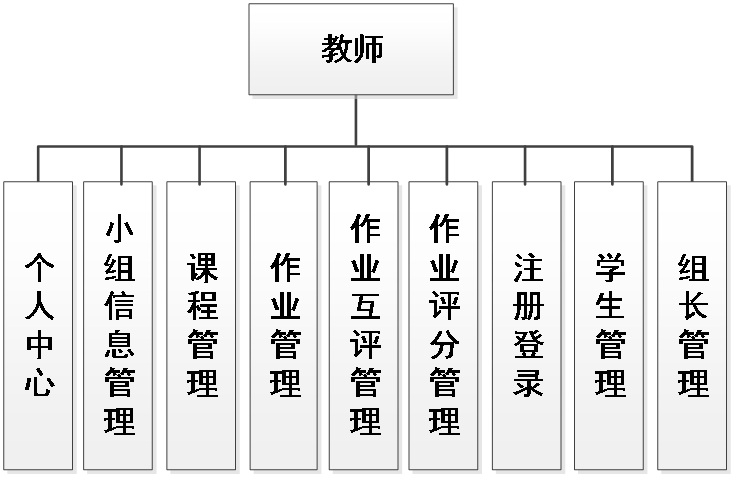 教师
个人中心
小组信息管理
课程管理
作业管理
作业互评管理
作业评分管理
注册登录
学生管理
组长管理